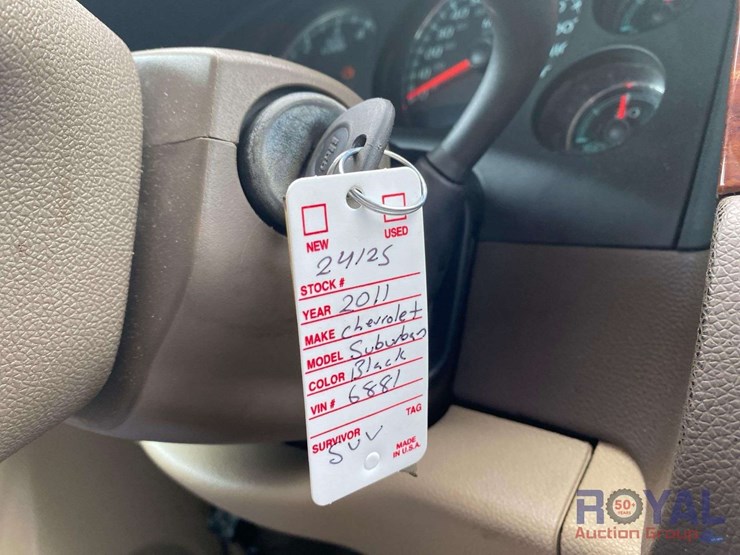 NEW USED
STOCK # 24125
YEAR 2011
MAKE Chevrolet
MODEL Suburban
COLOR Black
VIN # 6881
SURVIVOR TAG
SUV
MADE
IN U.S.A.
ROYAL
50+
YEARS
Auction Group